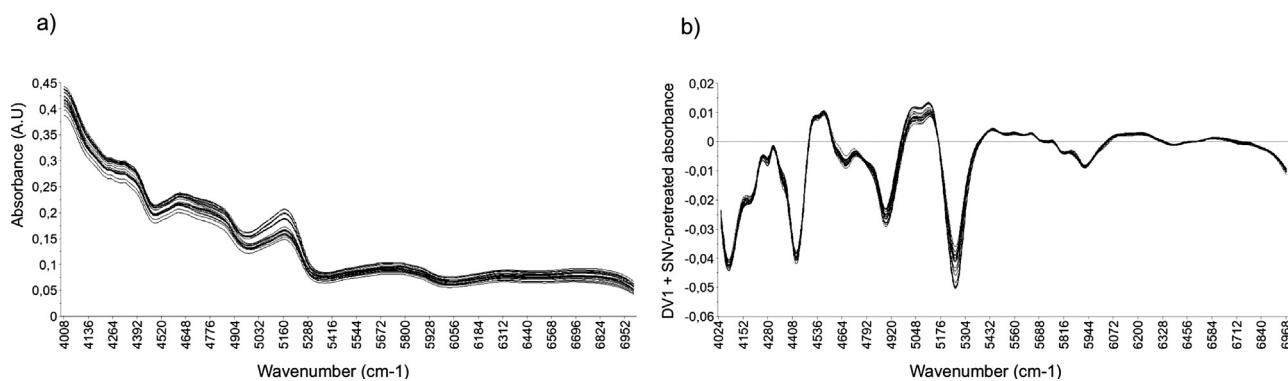 a)
Absorbance (A.U)
0,45
0,4
0,35
0,3
0,25
0,2
0,15
0,1
0,05
0
4008 4136 4264 4392 4520 4648 4776 4904 5032 5160 5288 5416 5544 5672 5800 5928 6056 6184 6312 6440 6568 6696 6824 6952
Wavenumber (cm-1)
b)
DV1 + SNV-pretreated absorbance
0,02
0,01
0
-0,01
-0,02
-0,03
-0,04
-0,05
-0,06
4024 4152 4280 4408 4536 4664 4792 4920 5048 5176 5304 5432 5560 5688 5816 5944 6072 6200 6328 6456 6584 6712 6840 6968
Wavenumber (cm-1)